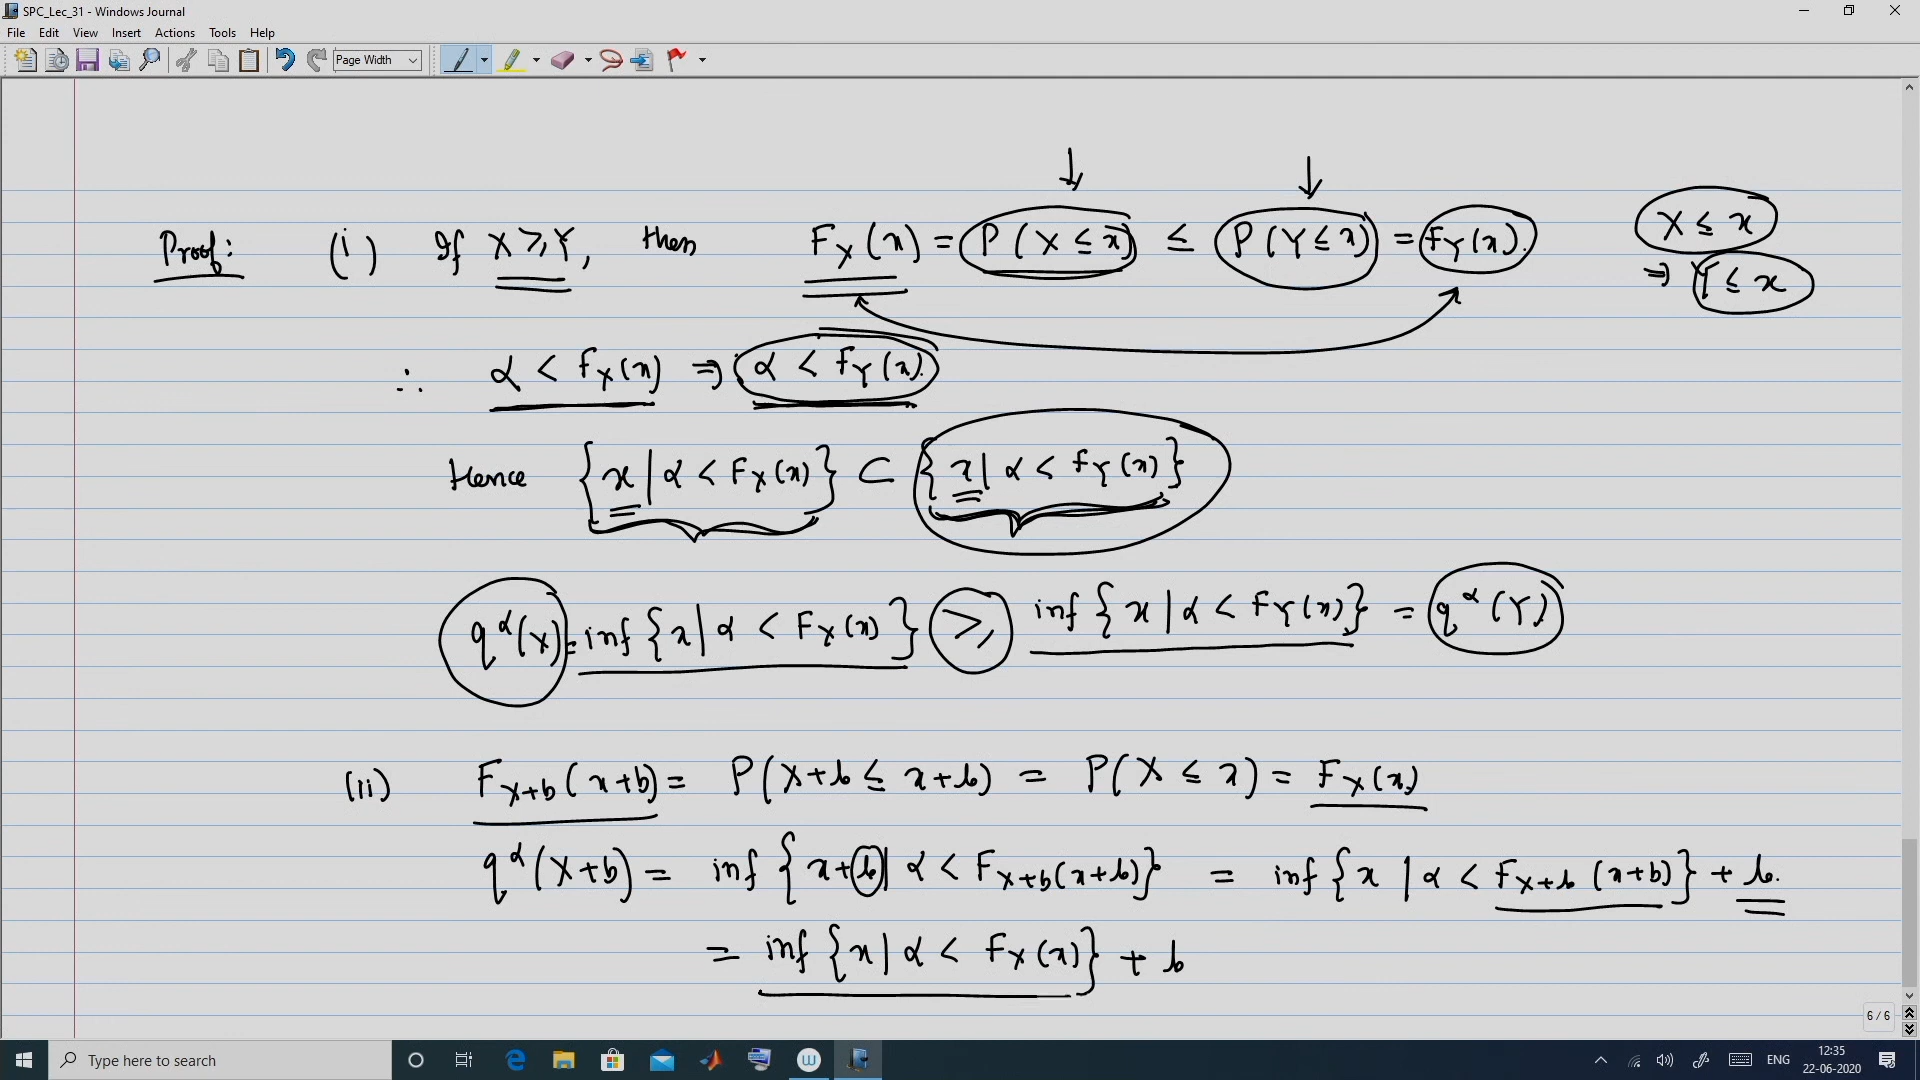 SPC_Lec_31 - Windows Journal
File Edit View Insert Actions Tools Help
Page Width
Proof: (i) If X ≥ Y, then F_X(x) = P(X ≤ x) ≤ P(Y ≤ x) = F_Y(x). X ≤ x
⇒ Y ≤ x
∴ α < F_X(x) ⇒ α < F_Y(x).
Hence {x | α < F_X(x)} ⊂ {x | α < F_Y(x)}
q^α(X) = inf{x | α < F_X(x)} ≥ inf{x | α < F_Y(x)} = q^α(Y)
(ii) F_{X+b}(x+b) = P(X+b ≤ x+b) = P(X ≤ x) = F_X(x)
q^α(X+b) = inf{x+b | α < F_{X+b}(x+b)} = inf{x | α < F_{X+b}(x+b)} + b.
= inf{x | α < F_X(x)} + b
6 / 6
Type here to search
ENG
12:35
22-06-2020